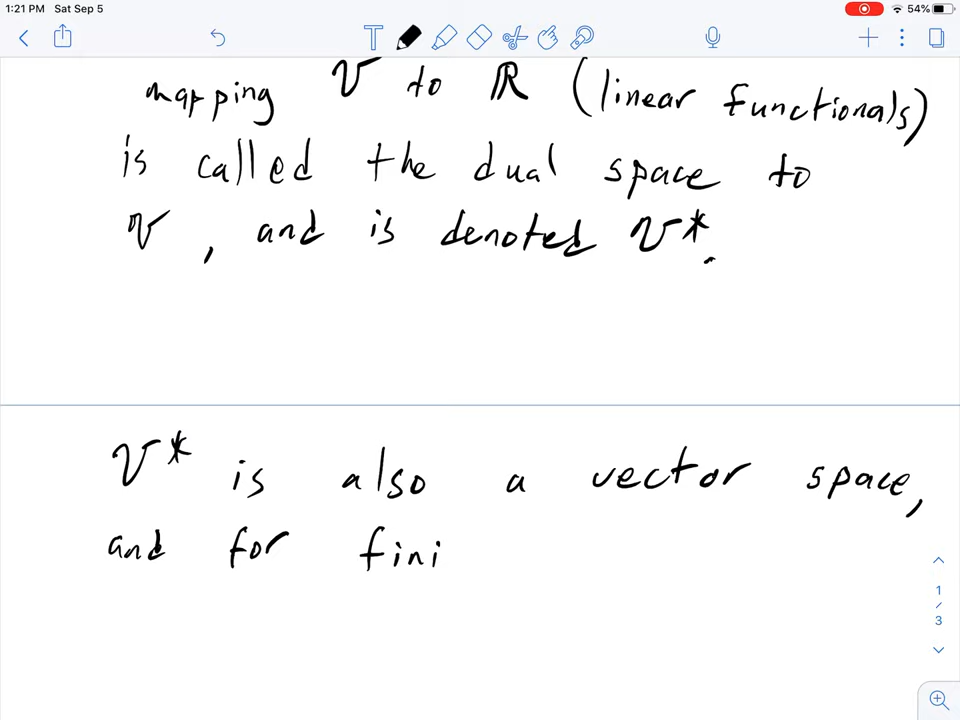 1:21 PM Sat Sep 5 54%
mapping V to ℝ (linear functionals)
is called the dual space to
V, and is denoted V*.
V* is also a vector space,
and for fini
1
/
3